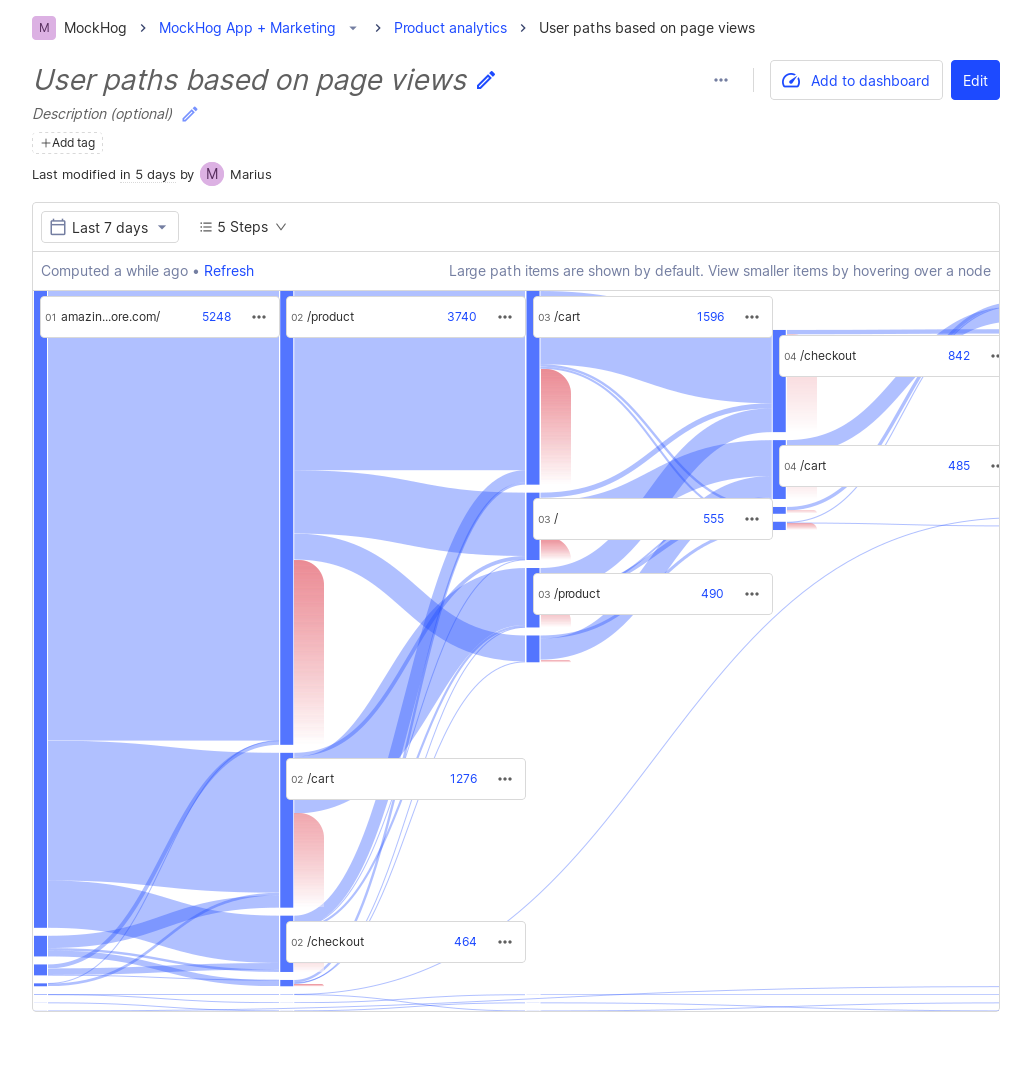 M MockHog > MockHog App + Marketing > Product analytics > User paths based on page views
User paths based on page views
Add to dashboard
Edit
Description (optional)
+Add tag
Last modified in 5 days by M Marius
Last 7 days
5 Steps
Computed a while ago • Refresh
Large path items are shown by default. View smaller items by hovering over a node
01 amazin...ore.com/ 5248
02 /product 3740
03 /cart 1596
04 /checkout 842
04 /cart 485
03 / 555
03 /product 490
02 /cart 1276
02 /checkout 464